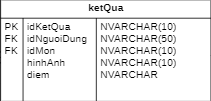 ketQua
PK idKetQua NVARCHAR(10)
FK idNguoiDung NVARCHAR(50)
FK idMon NVARCHAR(10)
hinhAnh NVARCHAR(10)
diem NVARCHAR